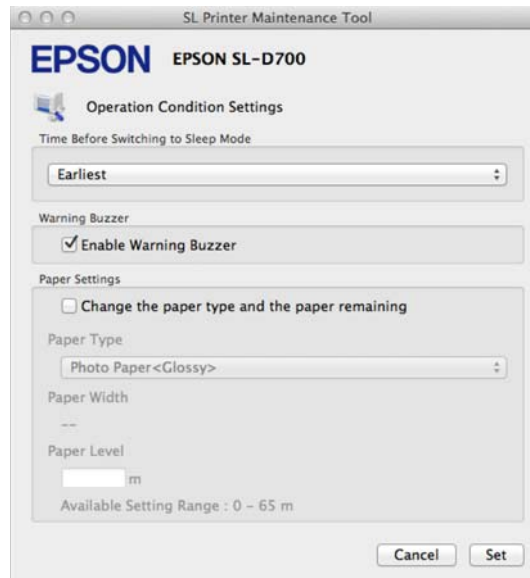 SL Printer Maintenance Tool
EPSON EPSON SL-D700
Operation Condition Settings
Time Before Switching to Sleep Mode
Earliest
Warning Buzzer
Enable Warning Buzzer
Paper Settings
Change the paper type and the paper remaining
Paper Type
Photo Paper<Glossy>
Paper Width
--
Paper Level
m
Available Setting Range : 0 - 65 m
Cancel Set